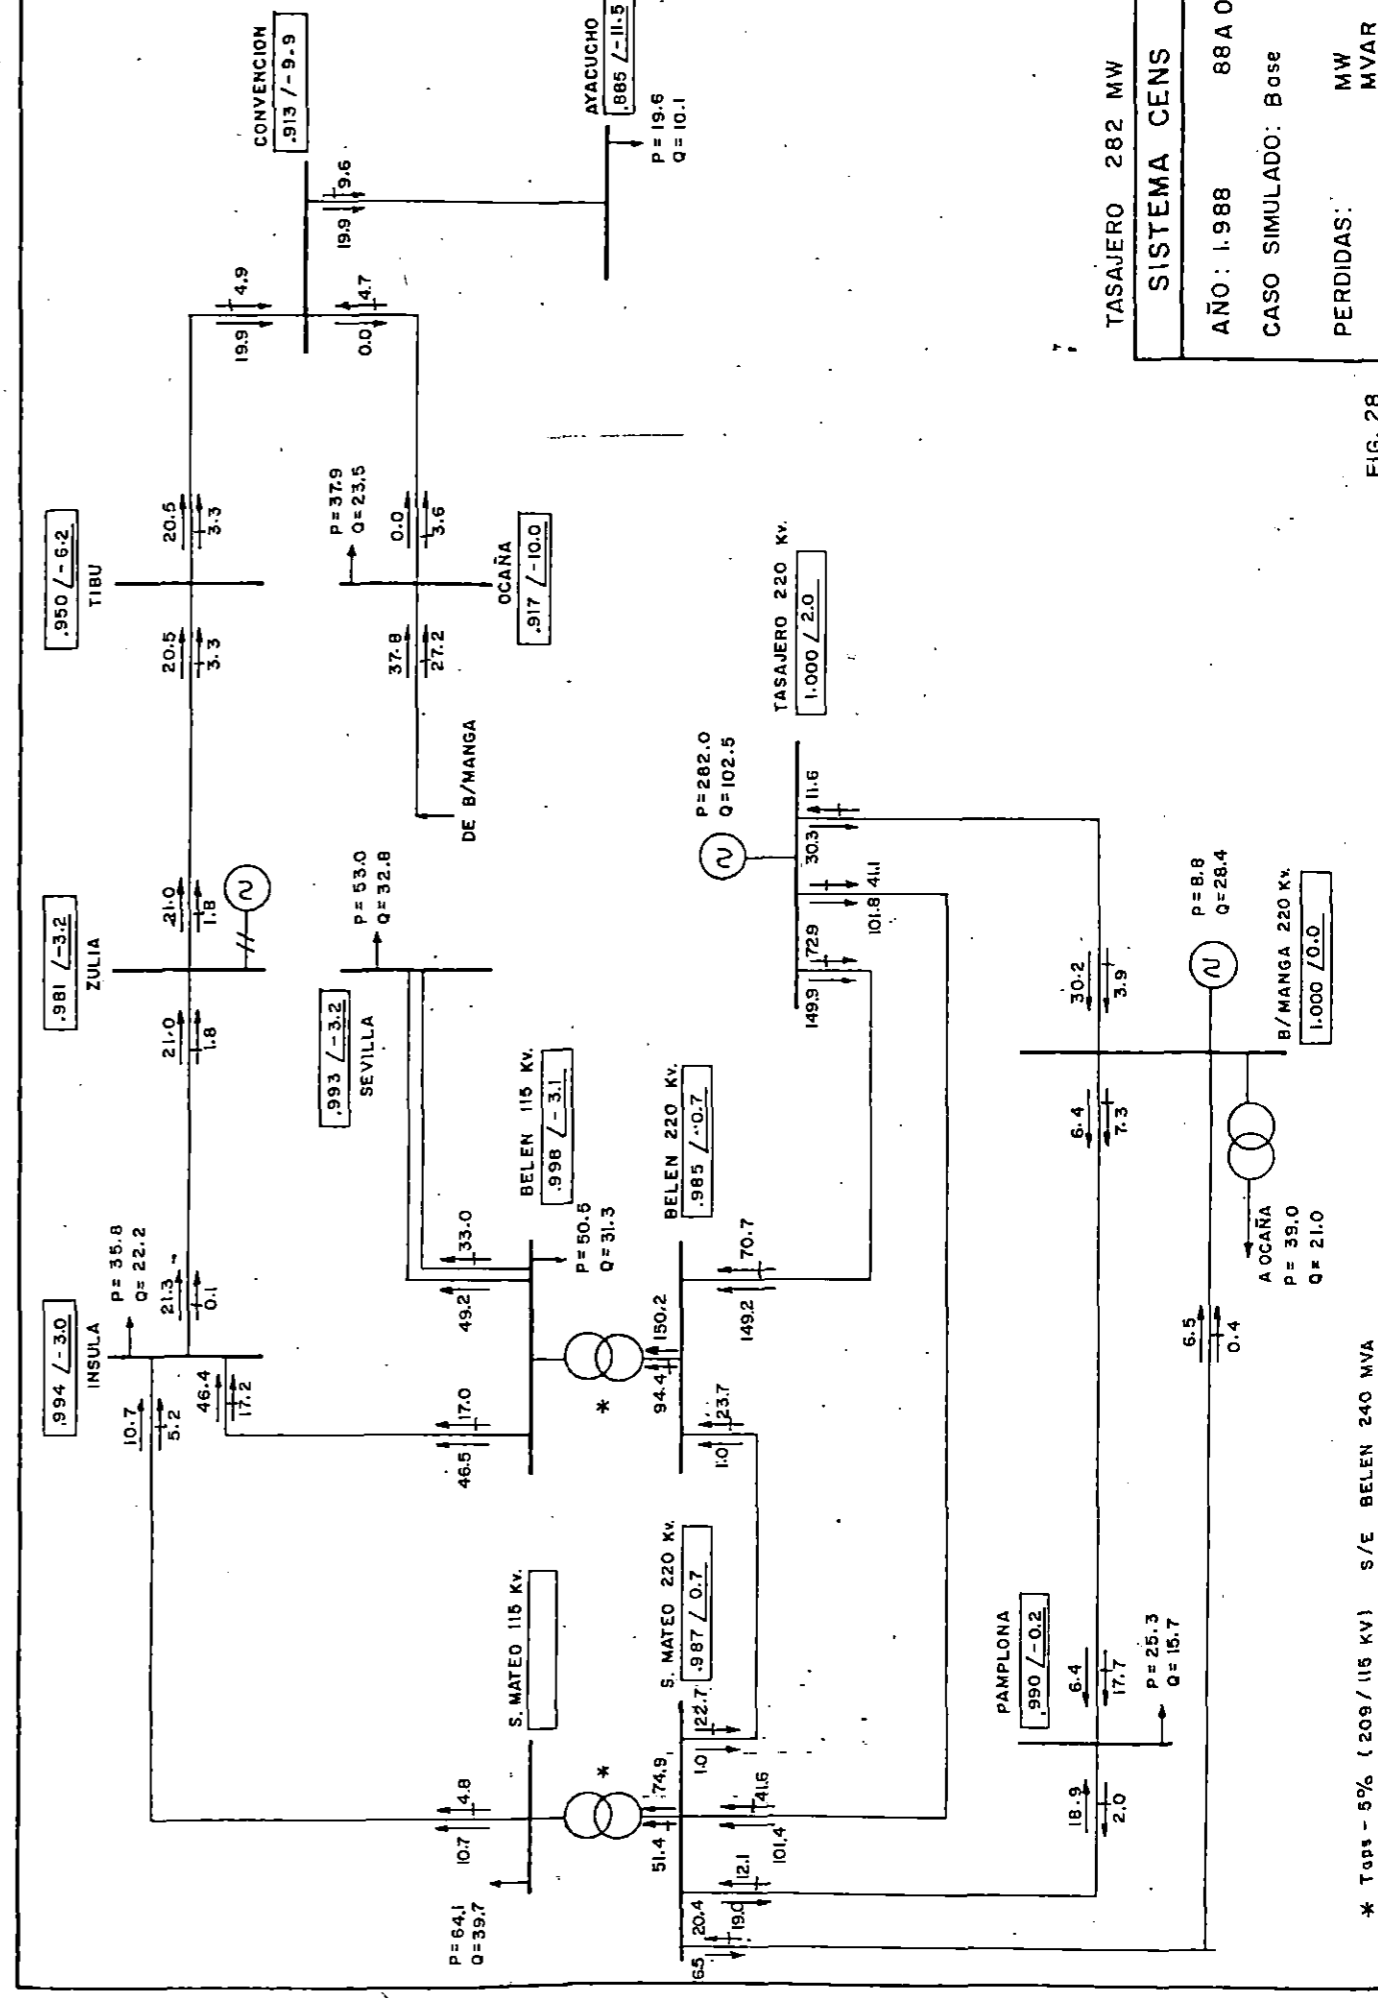 CONVENCION
.913 /-9.9
AYACUCHO
.885 /-11.5
P=19.6
Q=10.1
9.6
19.9
4.9
19.9
4.7
0.0
.950 /-6.2
TIBU
20.5
3.3
20.5
3.3
P=37.9
Q=23.5
0.0
3.6
37.8
27.2
OCAÑA
.917 /-10.0
DE B/MANGA
.981 /-3.2
ZULIA
21.0
1.8
21.0
1.8
P=53.0
Q=32.8
.993 /-3.2
SEVILLA
TASAJERO 220 Kv.
1.000 / 2.0
P=282.0
Q=102.5
11.6
30.3
41.1
101.8
72.9
149.9
BELEN 115 Kv.
.998 /-3.1
BELEN 220 Kv.
.985 /-0.7
.994 /-3.0
INSULA
P=35.8
Q=22.2
21.3
0.1
10.7
5.2
46.4
17.2
33.0
49.2
P=50.5
Q=31.3
17.0
46.5
*
150.2
94.4
70.7
149.2
23.7
1.0
S. MATEO 115 Kv.
S. MATEO 220 Kv.
.987 / 0.7
4.8
10.7
P=64.1
Q=39.7
*
74.9
51.4
22.7
1.0
41.6
101.4
12.1
20.4
19.0
6.5
30.2
3.9
P=8.8
Q=28.4
B/MANGA 220 Kv.
1.000 /0.0
6.4
7.3
A OCAÑA
P=39.0
Q=21.0
6.5
0.4
PAMPLONA
.990 /-0.2
6.4
17.7
P=25.3
Q=15.7
18.9
2.0
* Taps - 5% (209/115 KV) S/E BELEN 240 MVA
TASAJERO 282 MW
SISTEMA CENS
AÑO: 1.988 88A0
CASO SIMULADO: Base
PERDIDAS: MW
MVAR
FIG. 28